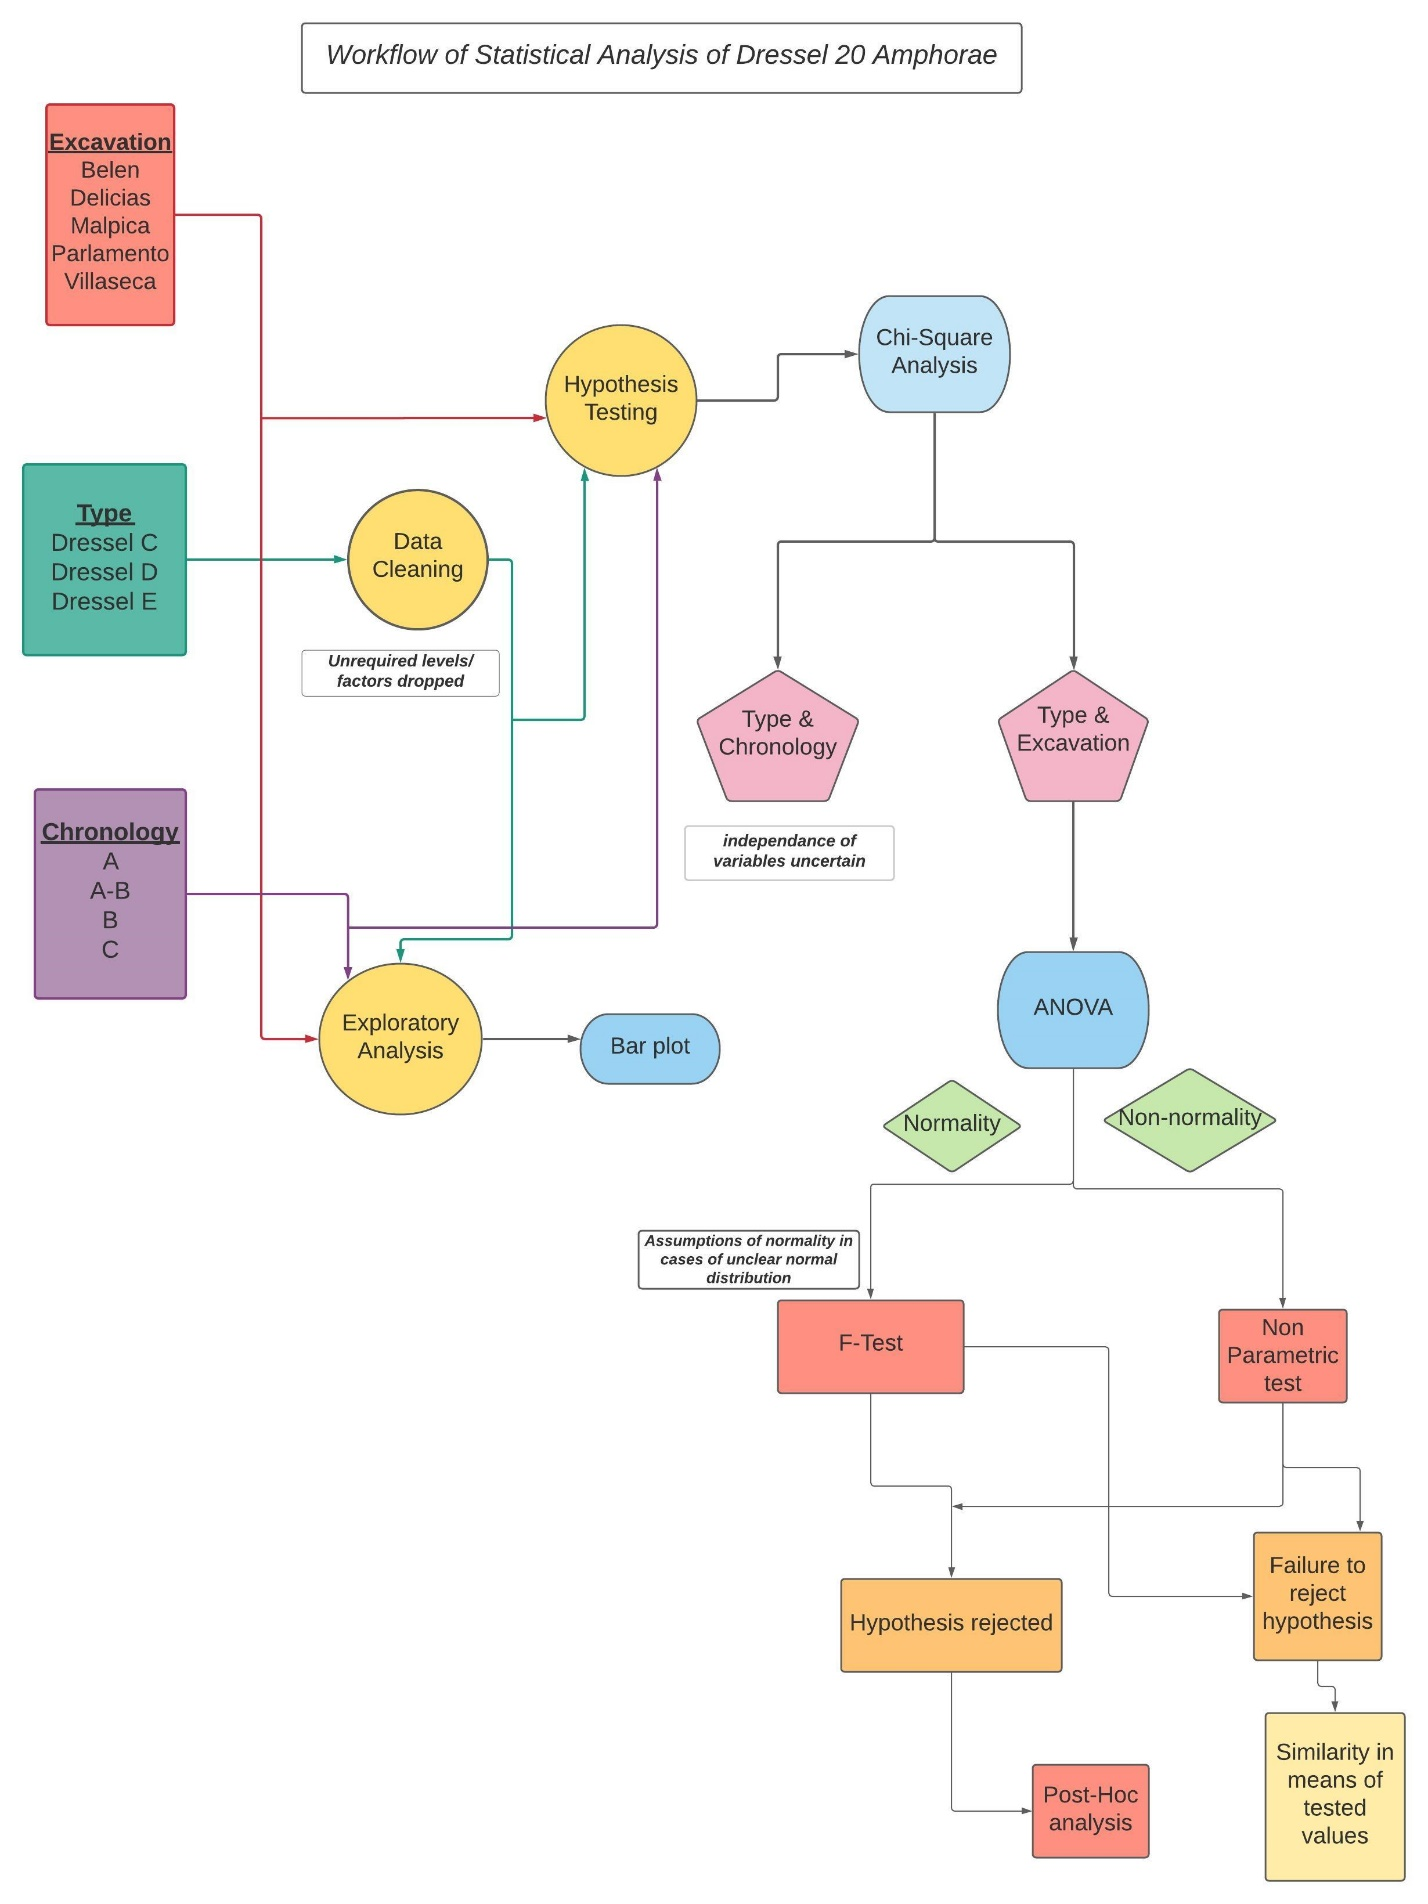 Workflow of Statistical Analysis of Dressel 20 Amphorae
Excavation
Belen
Delicias
Malpica
Parlamento
Villaseca
Chi-Square
Analysis
Hypothesis
Testing
Type
Dressel C
Dressel D
Dressel E
Data
Cleaning
Unrequired levels/
factors dropped
Type &
Chronology
Type &
Excavation
independance of
variables uncertain
Chronology
A
A-B
B
C
Exploratory
Analysis
Bar plot
ANOVA
Normality
Non-normality
Assumptions of normality in
cases of unclear normal
distribution
F-Test
Non
Parametric
test
Hypothesis rejected
Failure to
reject
hypothesis
Post-Hoc
analysis
Similarity in
means of
tested
values